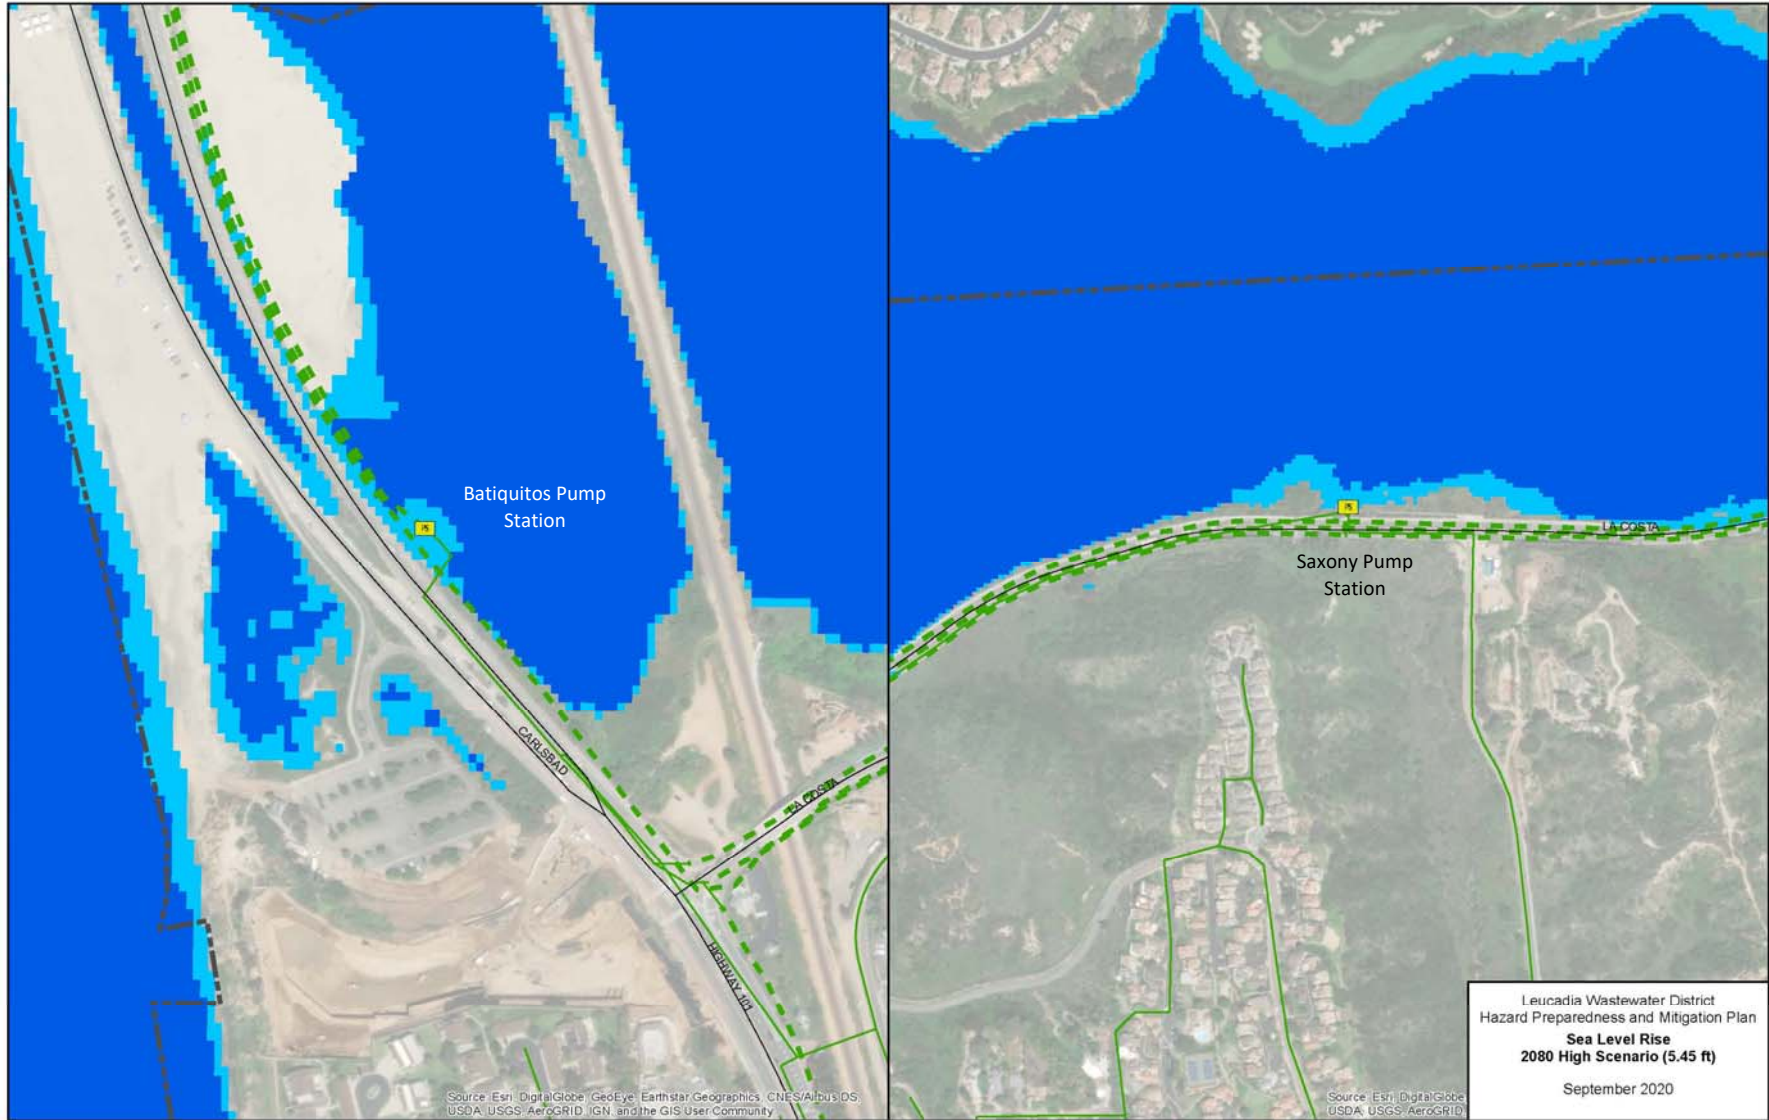 Batiquitos Pump
Station
PS
CARLSBAD
LA COSTA
HIGHWAY 101
Source: Esri, DigitalGlobe, GeoEye, Earthstar Geographics, CNES/Airbus DS,
USDA, USGS, AeroGRID, IGN, and the GIS User Community
PS
LA COSTA
Saxony Pump
Station
Source: Esri, DigitalGlobe
USDA, USGS, AeroGRID
Leucadia Wastewater District
Hazard Preparedness and Mitigation Plan
Sea Level Rise
2080 High Scenario (5.45 ft)
September 2020